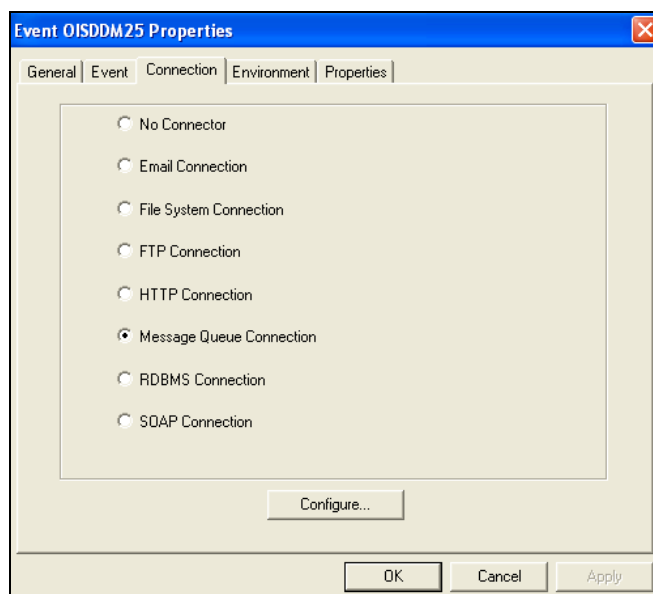 Event OISDDM25 Properties
General Event Connection Environment Properties
No Connector
Email Connection
File System Connection
FTP Connection
HTTP Connection
Message Queue Connection
RDBMS Connection
SOAP Connection
Configure...
OK Cancel Apply